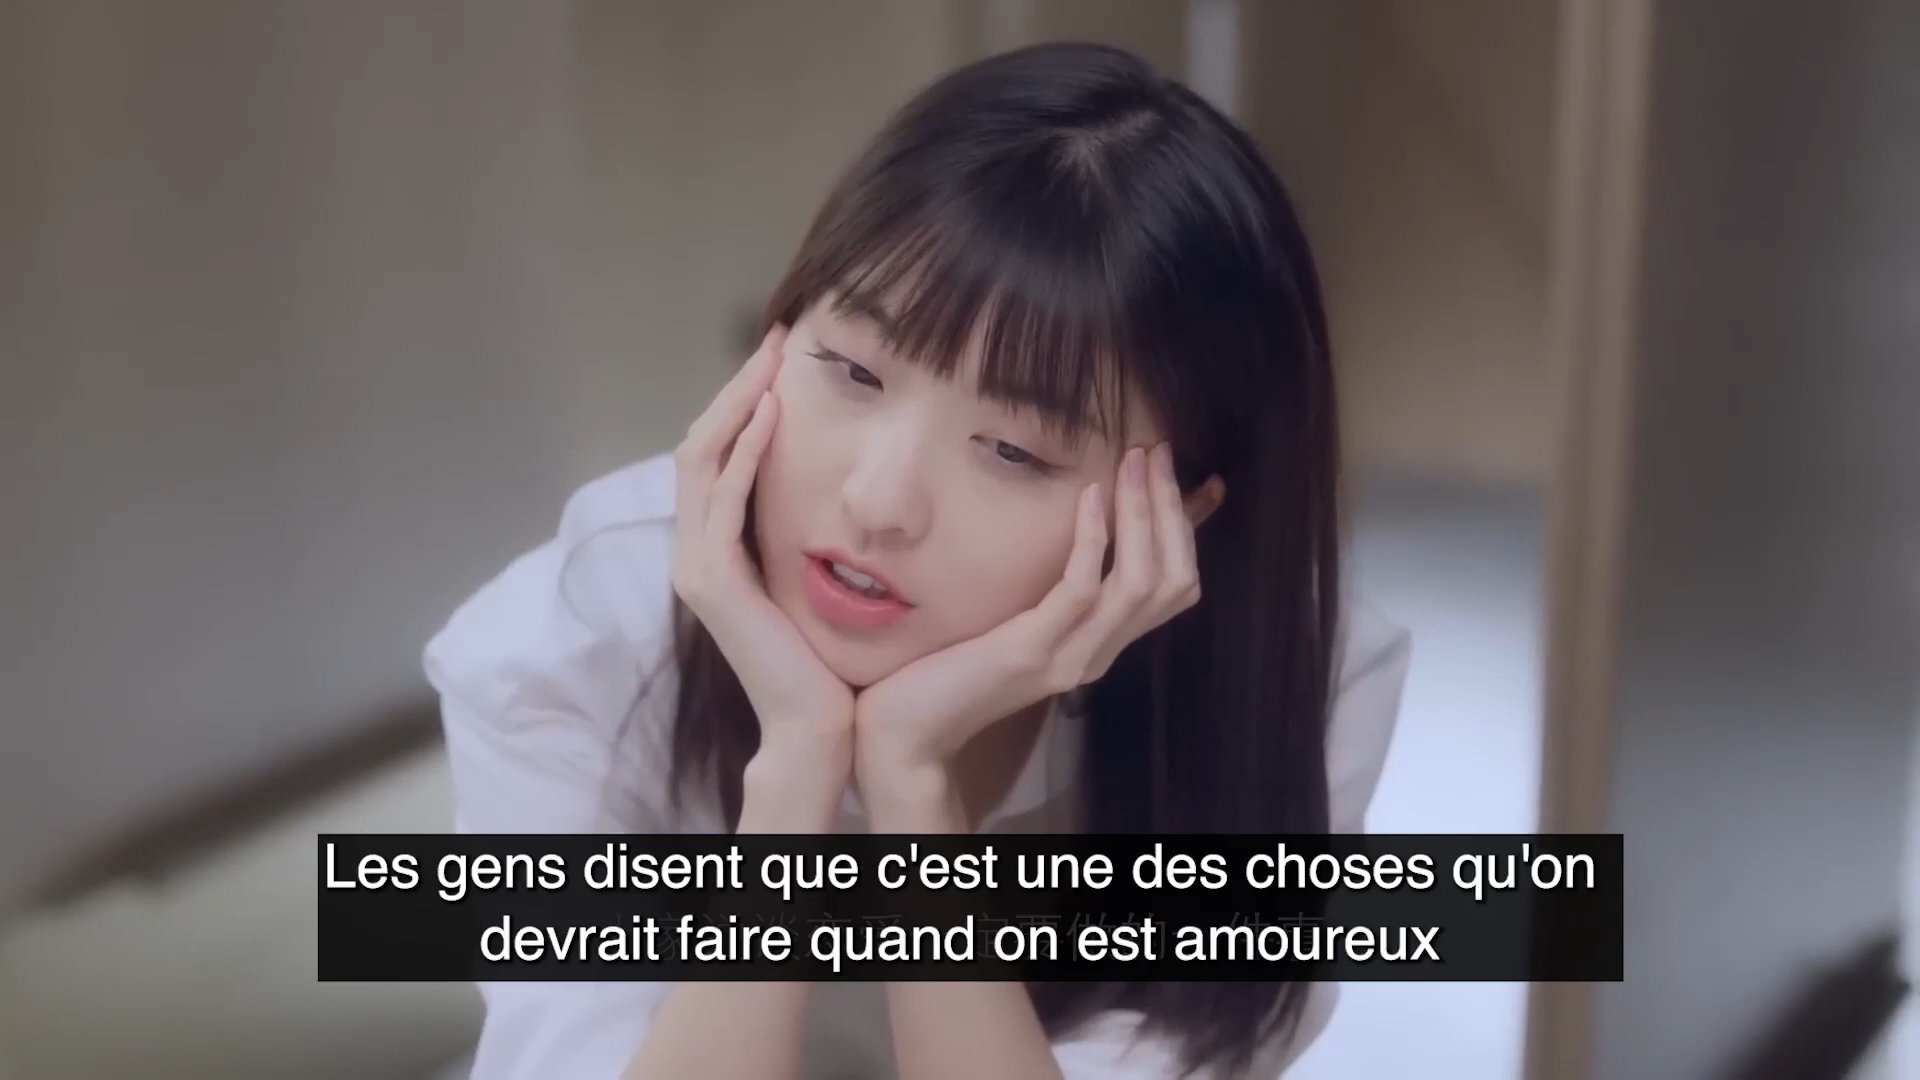 Les gens disent que c'est une des choses qu'on
devrait faire quand on est amoureux